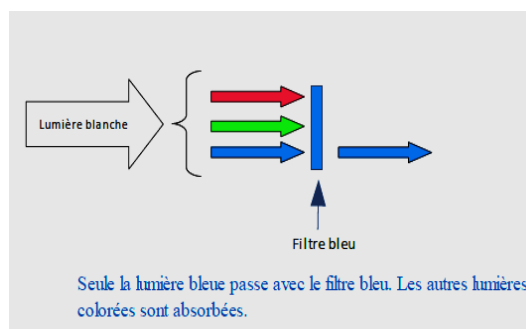 Lumière blanche
Filtre bleu
Seule la lumière bleue passe avec le filtre bleu. Les autres lumières
colorées sont absorbées.